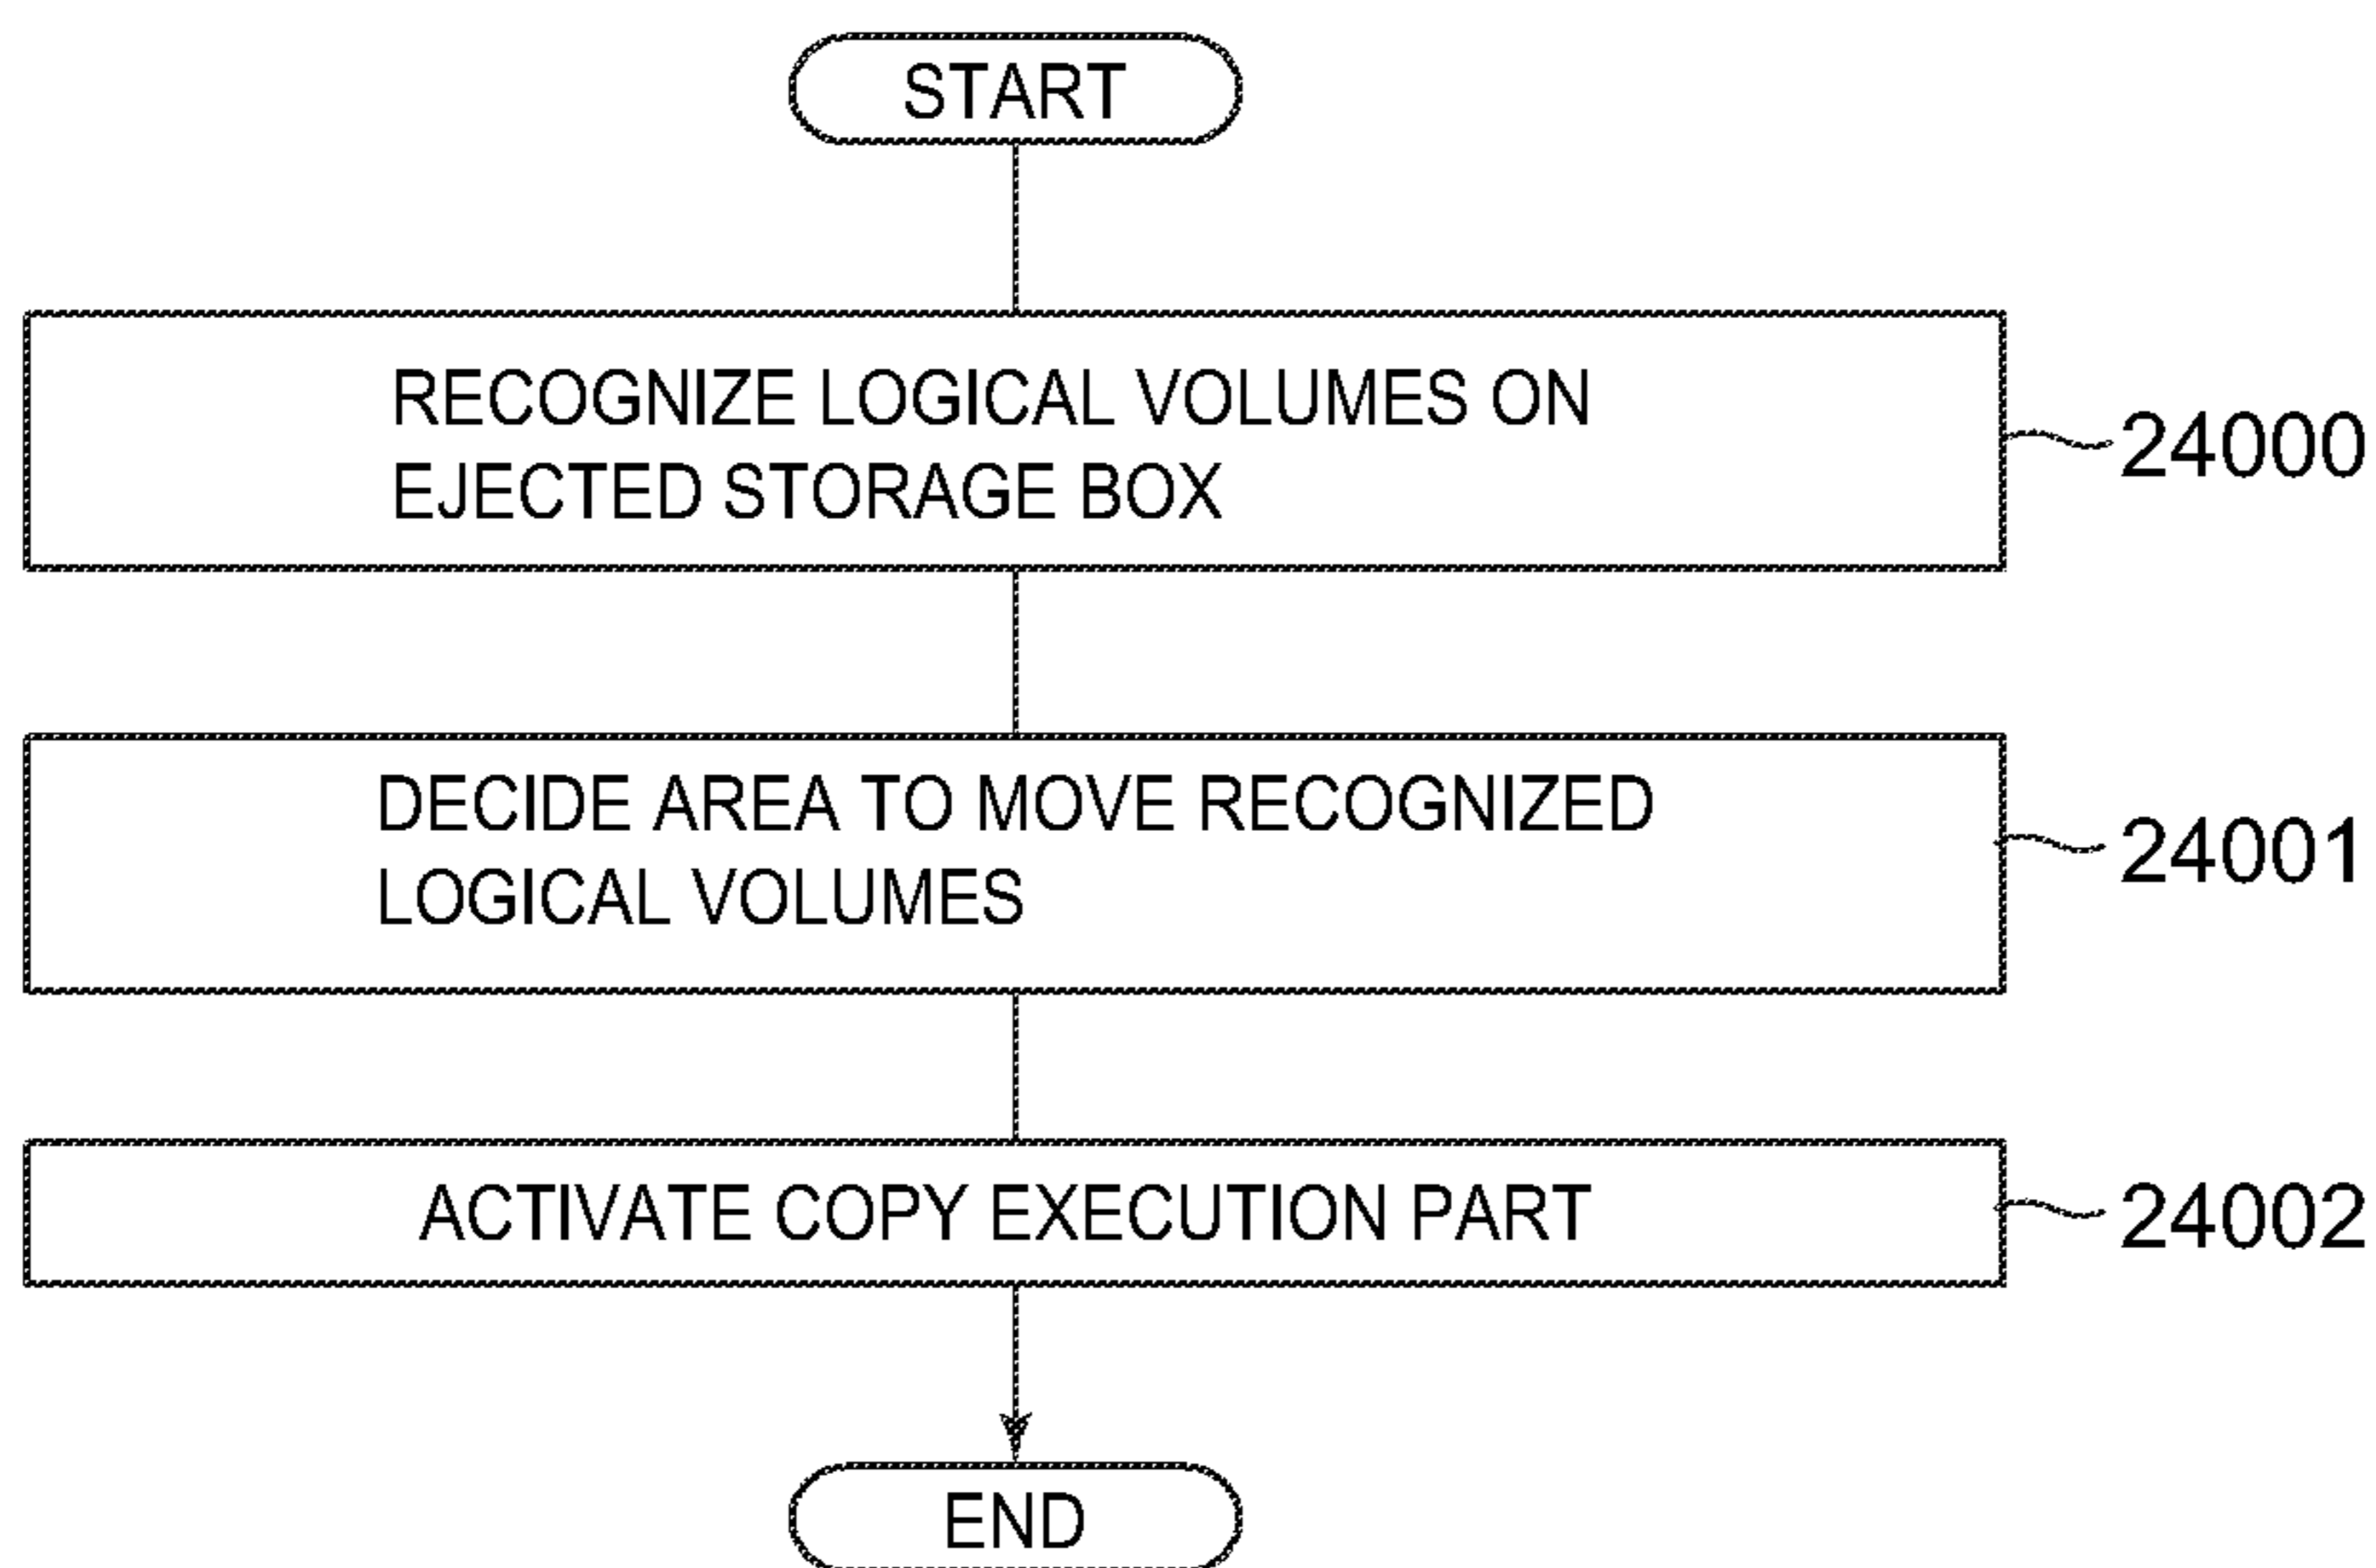 START
RECOGNIZE LOGICAL VOLUMES ON
EJECTED STORAGE BOX
24000
DECIDE AREA TO MOVE RECOGNIZED
LOGICAL VOLUMES
24001
ACTIVATE COPY EXECUTION PART
24002
END